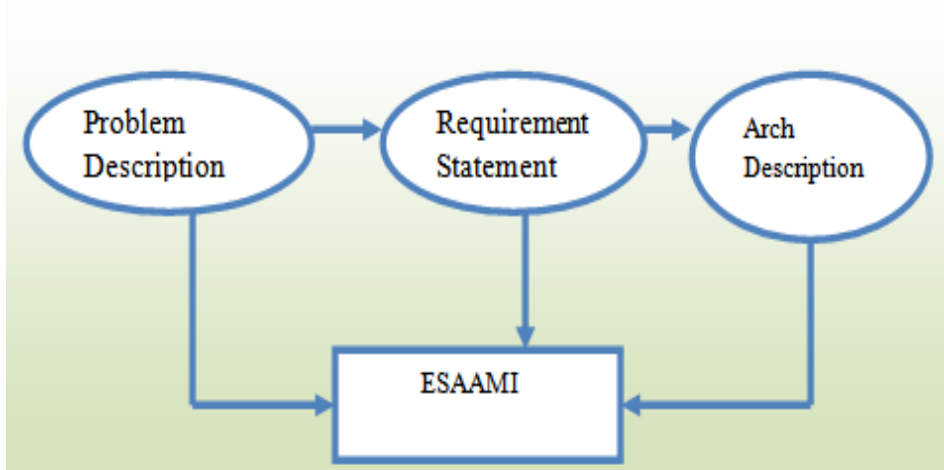 Problem
Description
Requirement
Statement
Arch
Description
ESAAMI